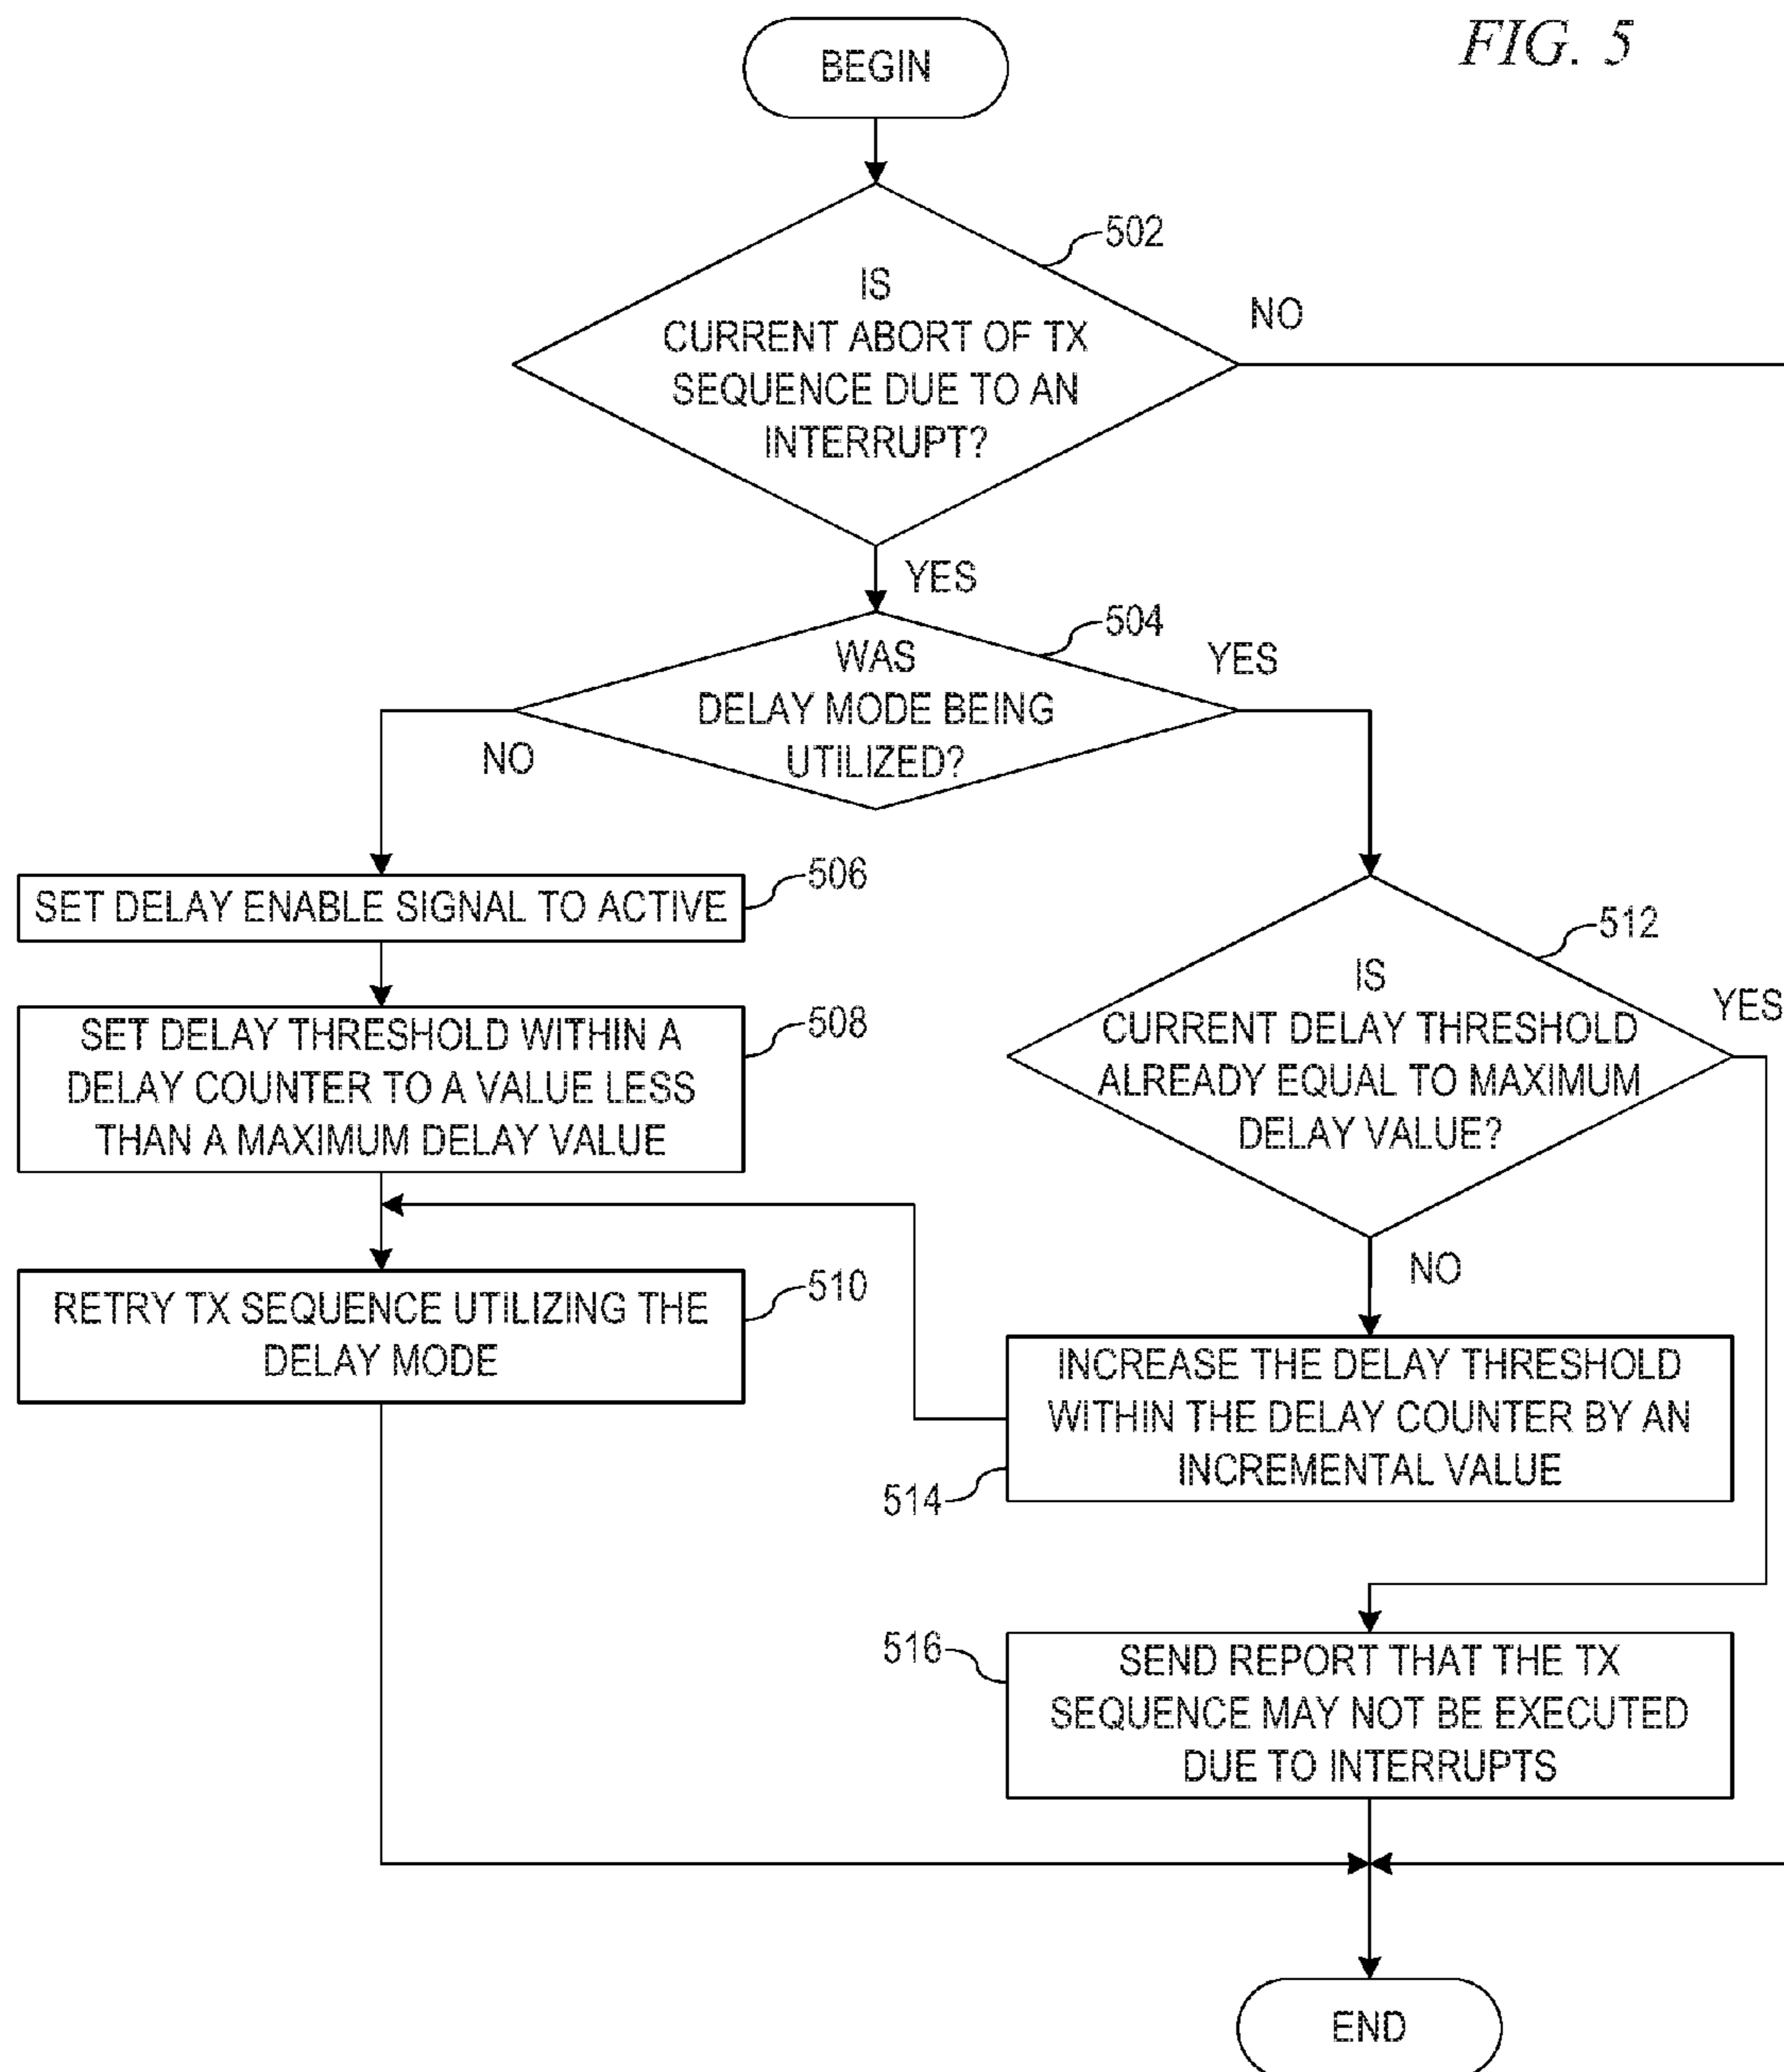 FIG. 5
BEGIN
502
IS
CURRENT ABORT OF TX
SEQUENCE DUE TO AN
INTERRUPT?
NO
YES
504
WAS
DELAY MODE BEING
UTILIZED?
YES
NO
SET DELAY ENABLE SIGNAL TO ACTIVE
506
512
IS
CURRENT DELAY THRESHOLD
ALREADY EQUAL TO MAXIMUM
DELAY VALUE?
YES
SET DELAY THRESHOLD WITHIN A
DELAY COUNTER TO A VALUE LESS
THAN A MAXIMUM DELAY VALUE
508
NO
RETRY TX SEQUENCE UTILIZING THE
DELAY MODE
510
INCREASE THE DELAY THRESHOLD
WITHIN THE DELAY COUNTER BY AN
INCREMENTAL VALUE
514
516
SEND REPORT THAT THE TX
SEQUENCE MAY NOT BE EXECUTED
DUE TO INTERRUPTS
END